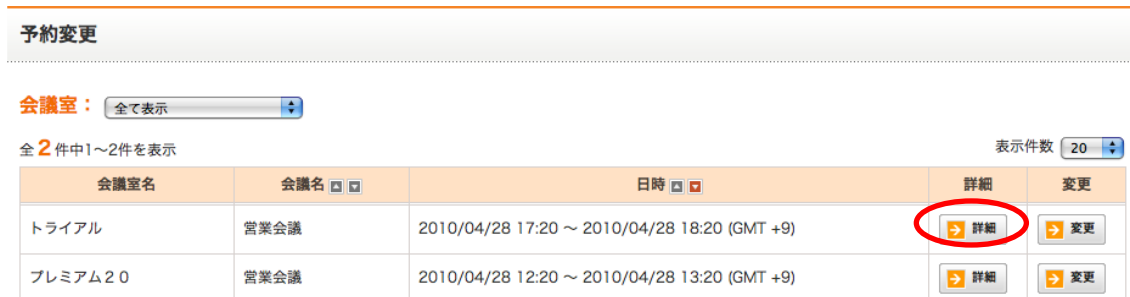 予約変更
会議室： 全て表示
全2件中1～2件を表示 表示件数 20
会議室名 会議名 日時 詳細 変更
トライアル 営業会議 2010/04/28 17:20 ～ 2010/04/28 18:20 (GMT +9) 詳細 変更
プレミアム２０ 営業会議 2010/04/28 12:20 ～ 2010/04/28 13:20 (GMT +9) 詳細 変更